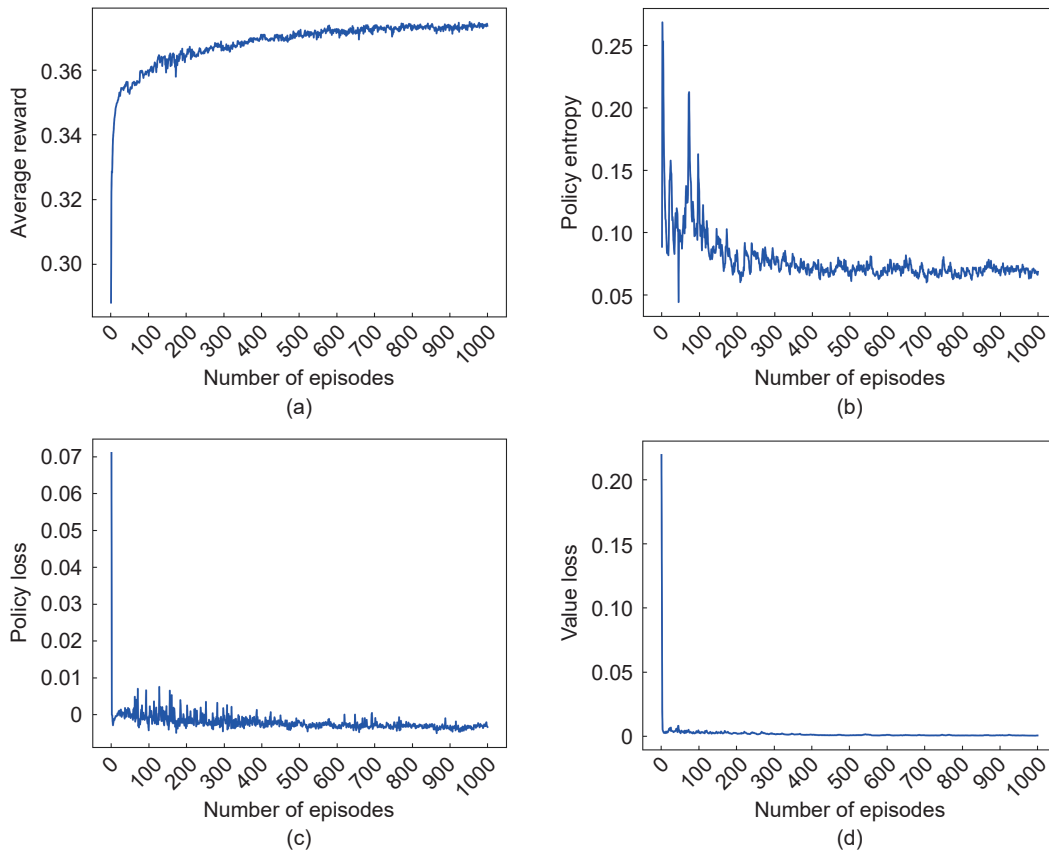 Average reward
0.36
0.34
0.32
0.30
0 100 200 300 400 500 600 700 800 900 1000
Number of episodes
(a)
Policy entropy
0.25
0.20
0.15
0.10
0.05
0 100 200 300 400 500 600 700 800 900 1000
Number of episodes
(b)
Policy loss
0.07
0.06
0.05
0.04
0.03
0.02
0.01
0
0 100 200 300 400 500 600 700 800 900 1000
Number of episodes
(c)
Value loss
0.20
0.15
0.10
0.05
0
0 100 200 300 400 500 600 700 800 900 1000
Number of episodes
(d)